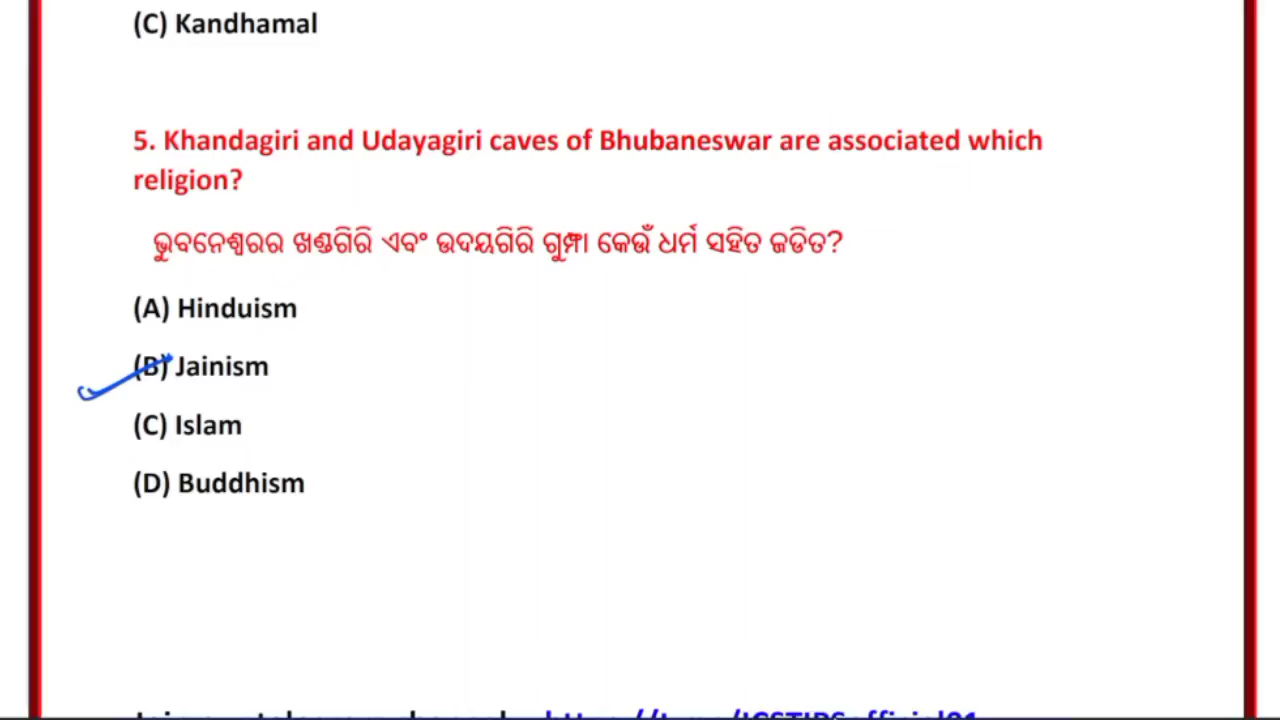 (C) Kandhamal
5. Khandagiri and Udayagiri caves of Bhubaneswar are associated which
religion?
ଭୁବନେଶ୍ୱରର ଖଣ୍ଡଗିରି ଏବଂ ଉଦୟଗିରି ଗୁମ୍ଫା କେଉଁ ଧର୍ମ ସହିତ ଜଡିତ?
(A) Hinduism
(B) Jainism
(C) Islam
(D) Buddhism